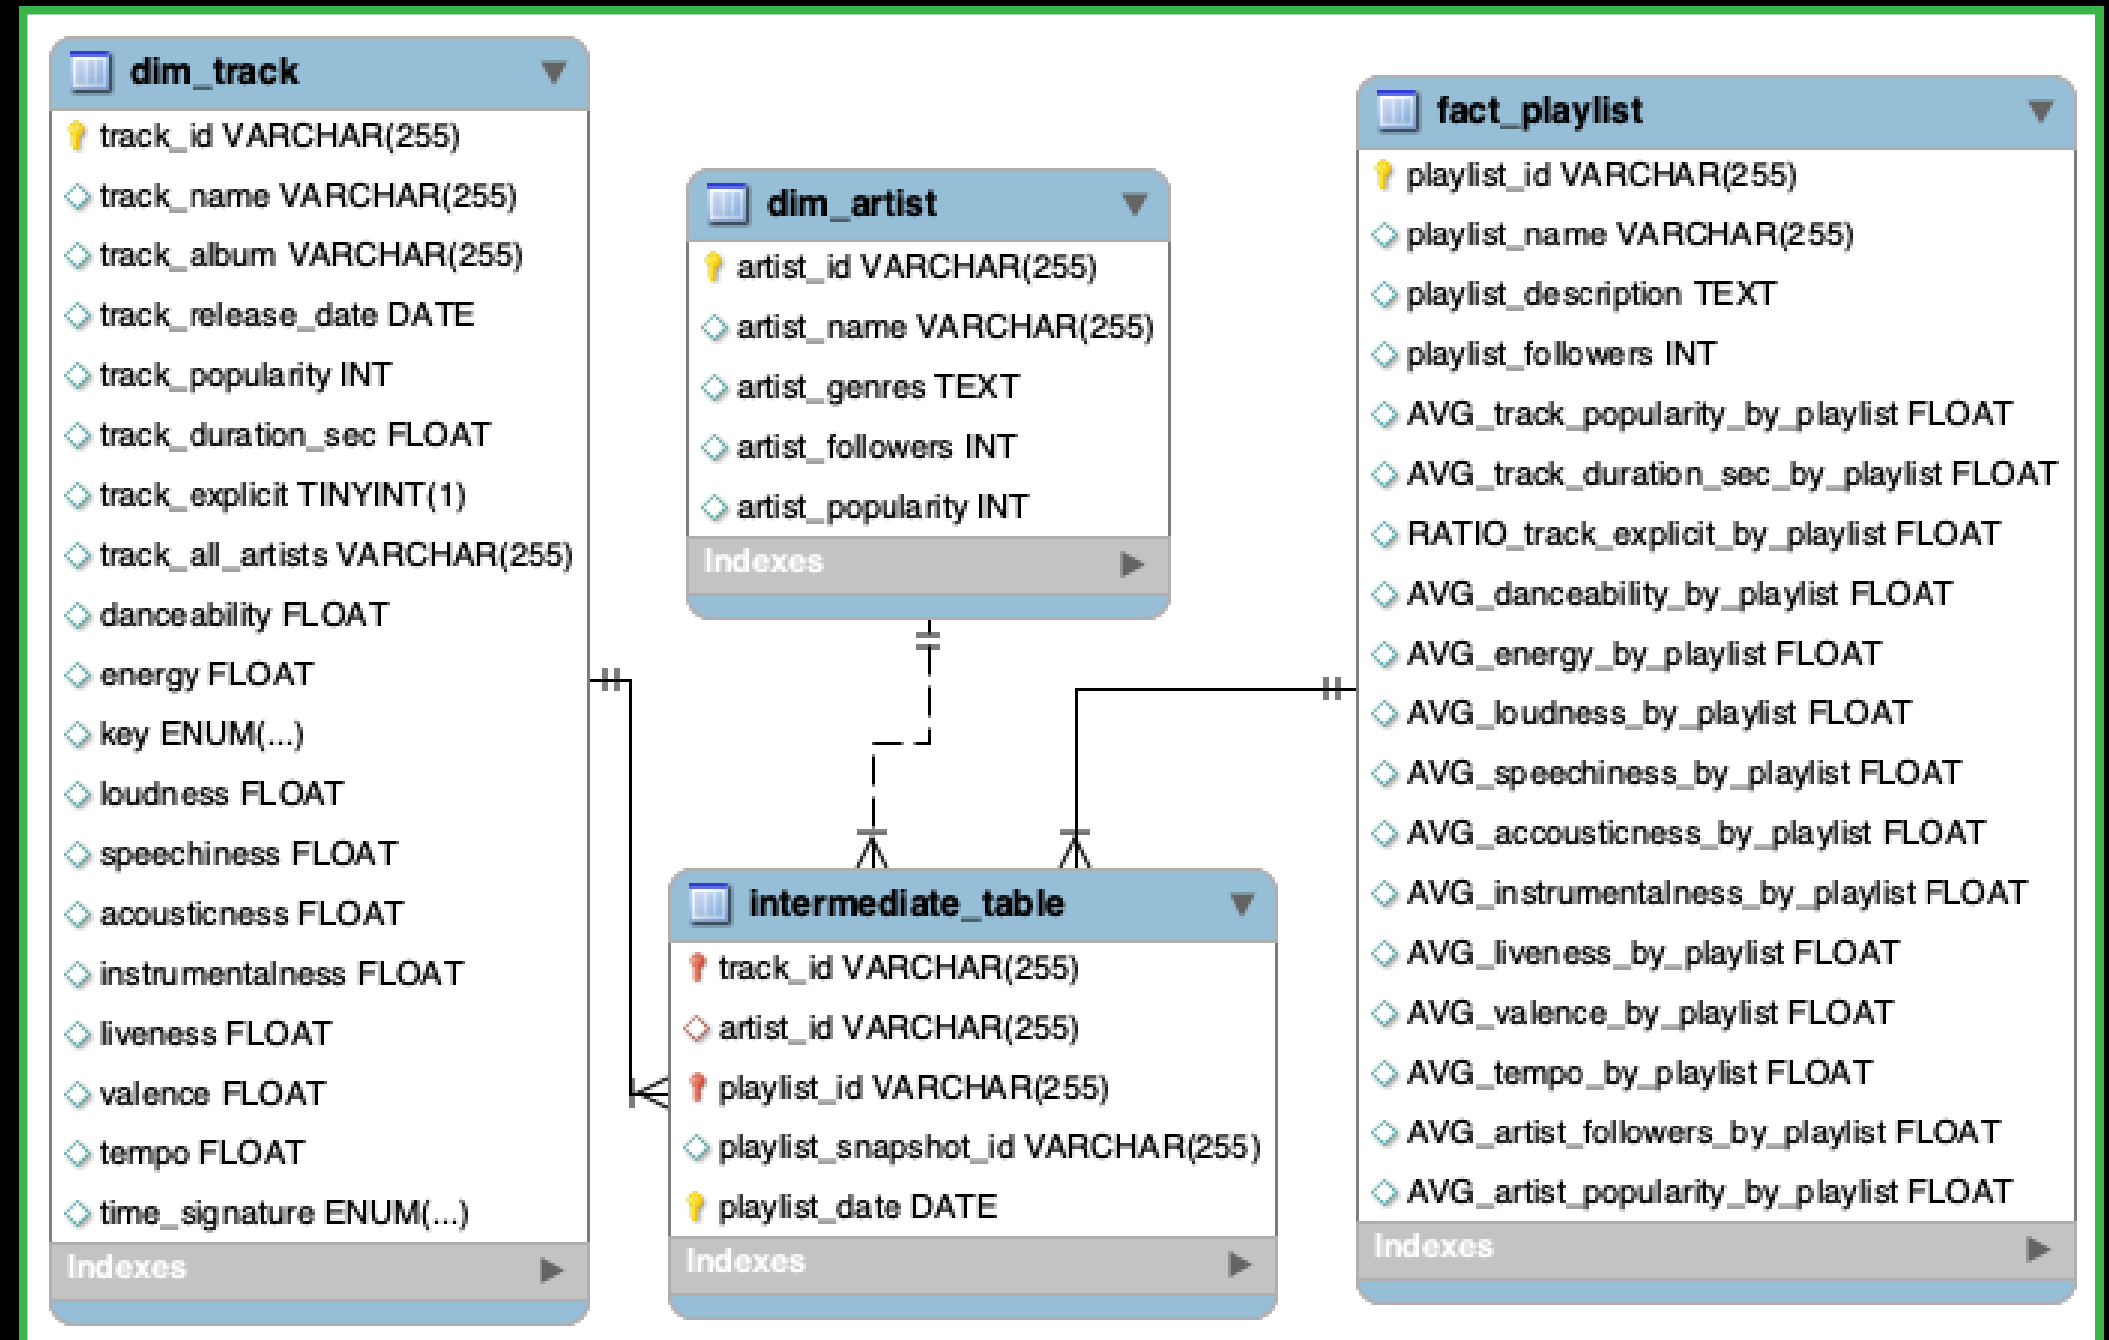 dim_track
track_id VARCHAR(255)
track_name VARCHAR(255)
track_album VARCHAR(255)
track_release_date DATE
track_popularity INT
track_duration_sec FLOAT
track_explicit TINYINT(1)
track_all_artists VARCHAR(255)
danceability FLOAT
energy FLOAT
key ENUM(...)
loudness FLOAT
speechiness FLOAT
acousticness FLOAT
instrumentalness FLOAT
liveness FLOAT
valence FLOAT
tempo FLOAT
time_signature ENUM(...)
Indexes
dim_artist
artist_id VARCHAR(255)
artist_name VARCHAR(255)
artist_genres TEXT
artist_followers INT
artist_popularity INT
Indexes
intermediate_table
track_id VARCHAR(255)
artist_id VARCHAR(255)
playlist_id VARCHAR(255)
playlist_snapshot_id VARCHAR(255)
playlist_date DATE
Indexes
fact_playlist
playlist_id VARCHAR(255)
playlist_name VARCHAR(255)
playlist_description TEXT
playlist_followers INT
AVG_track_popularity_by_playlist FLOAT
AVG_track_duration_sec_by_playlist FLOAT
RATIO_track_explicit_by_playlist FLOAT
AVG_danceability_by_playlist FLOAT
AVG_energy_by_playlist FLOAT
AVG_loudness_by_playlist FLOAT
AVG_speechiness_by_playlist FLOAT
AVG_accousticness_by_playlist FLOAT
AVG_instrumentalness_by_playlist FLOAT
AVG_liveness_by_playlist FLOAT
AVG_valence_by_playlist FLOAT
AVG_tempo_by_playlist FLOAT
AVG_artist_followers_by_playlist FLOAT
AVG_artist_popularity_by_playlist FLOAT
Indexes